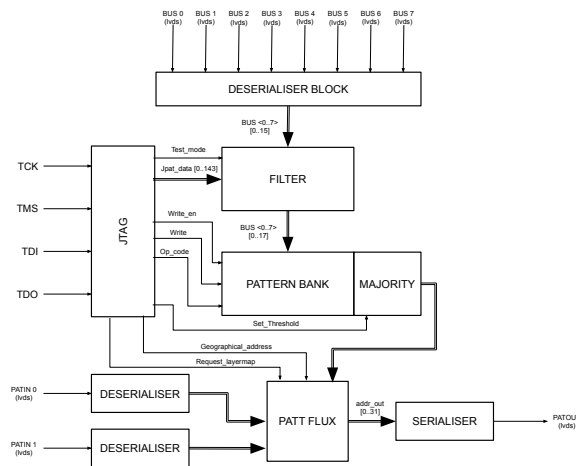 BUS 0 BUS 1 BUS 2 BUS 3 BUS 4 BUS 5 BUS 6 BUS 7
(lvds) (lvds) (lvds) (lvds) (lvds) (lvds) (lvds) (lvds)
DESERIALISER BLOCK
BUS <0..7>
[0..15]
Test_mode
Jpat_data [0..143]
FILTER
TCK
TMS
TDI
TDO
JTAG
BUS <0..7>
[0..17]
Write_en
Write
Op_code
PATTERN BANK
MAJORITY
Set_Threshold
Geographical_address
Request_layermap
PATIN 0
(lvds)
DESERIALISER
PATT FLUX
addr_out
[0..31]
SERIALISER
PATOU
(lvds)
PATIN 1
(lvds)
DESERIALISER